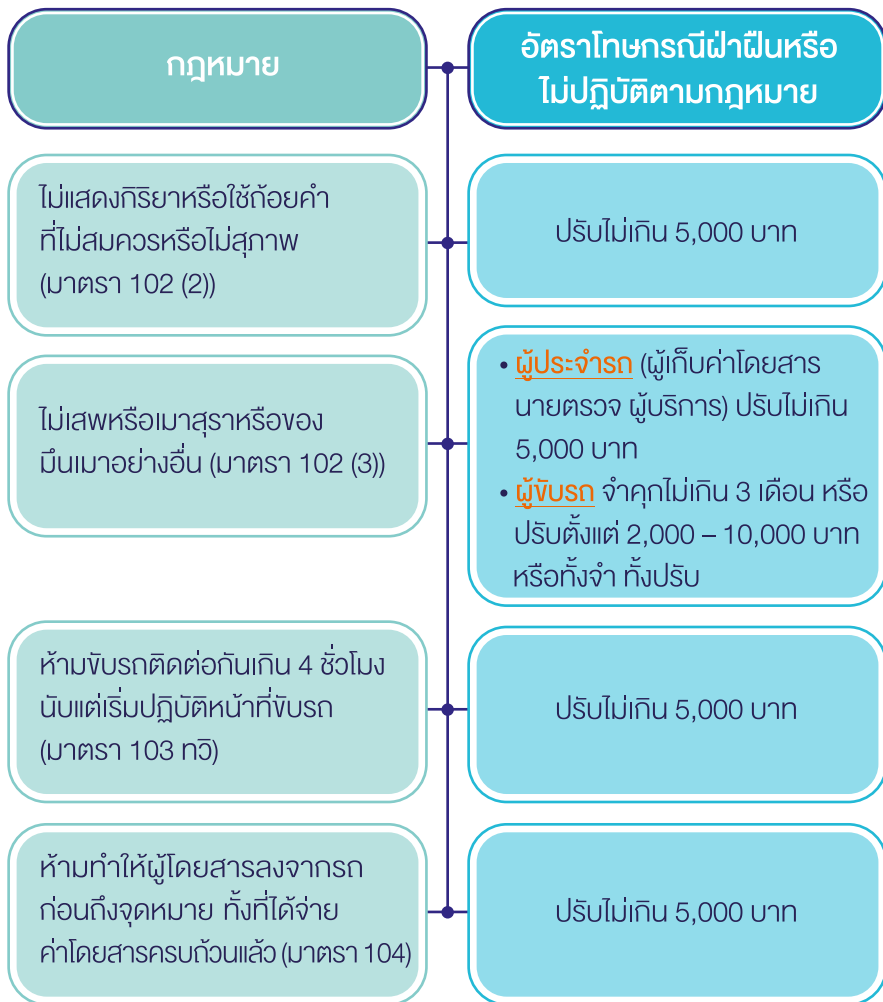 กฎหมาย
อัตราโทษกรณีฝ่าฝืนหรือ
ไม่ปฏิบัติตามกฎหมาย
ไม่แสดงกิริยาหรือใช้ถ้อยคำ
ที่ไม่สมควรหรือไม่สุภาพ
(มาตรา 102 (2))
ปรับไม่เกิน 5,000 บาท
ไม่เสพหรือเมาสุราหรือของ
มึนเมาอย่างอื่น (มาตรา 102 (3))
• ผู้ประจำรถ (ผู้เก็บค่าโดยสาร
นายตรวจ ผู้บริการ) ปรับไม่เกิน
5,000 บาท
• ผู้ขับรถ จำคุกไม่เกิน 3 เดือน หรือ
ปรับตั้งแต่ 2,000 – 10,000 บาท
หรือทั้งจำ ทั้งปรับ
ห้ามขับรถติดต่อกันเกิน 4 ชั่วโมง
นับแต่เริ่มปฏิบัติหน้าที่ขับรถ
(มาตรา 103 ทวิ)
ปรับไม่เกิน 5,000 บาท
ห้ามทำให้ผู้โดยสารลงจากรถ
ก่อนถึงจุดหมาย ทั้งที่ได้จ่าย
ค่าโดยสารครบถ้วนแล้ว (มาตรา 104)
ปรับไม่เกิน 5,000 บาท